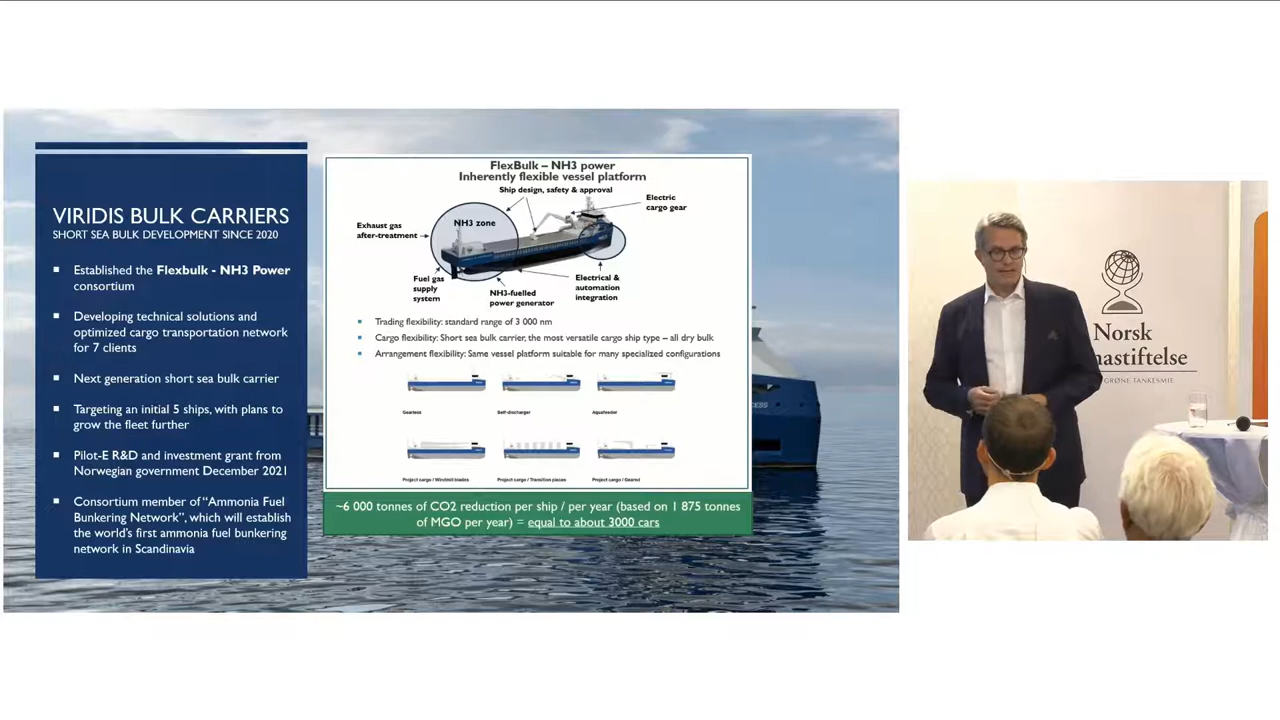 VIRIDIS BULK CARRIERS
SHORT SEA BULK DEVELOPMENT SINCE 2020
Established the Flexbulk - NH3 Power
consortium
Developing technical solutions and
optimized cargo transportation network
for 7 clients
Next generation short sea bulk carrier
Targeting an initial 5 ships, with plans to
grow the fleet further
Pilot-E R&D and investment grant from
Norwegian government December 2021
Consortium member of “Ammonia Fuel
Bunkering Network”, which will establish
the world's first ammonia fuel bunkering
network in Scandinavia
FlexBulk – NH3 power
Inherently flexible vessel platform
Ship design, safety & approval
Electric
cargo gear
NH3 zone
Exhaust gas
after-treatment
Fuel gas
supply
system
NH3-fuelled
power generator
Electrical &
automation
integration
Trading flexibility: standard range of 3 000 nm
Cargo flexibility: Short sea bulk carrier, the most versatile cargo ship type – all dry bulk
Arrangement flexibility: Same vessel platform suitable for many specialized configurations
Gearless
Self-discharger
Aquafeeder
Project cargo / Windmill blades
Project cargo / Transition pieces
Project cargo / Geared
~6 000 tonnes of CO2 reduction per ship / per year (based on 1 875 tonnes
of MGO per year) = equal to about 3000 cars
Norsk
mastiftelse
GRØNE TANKESMIE